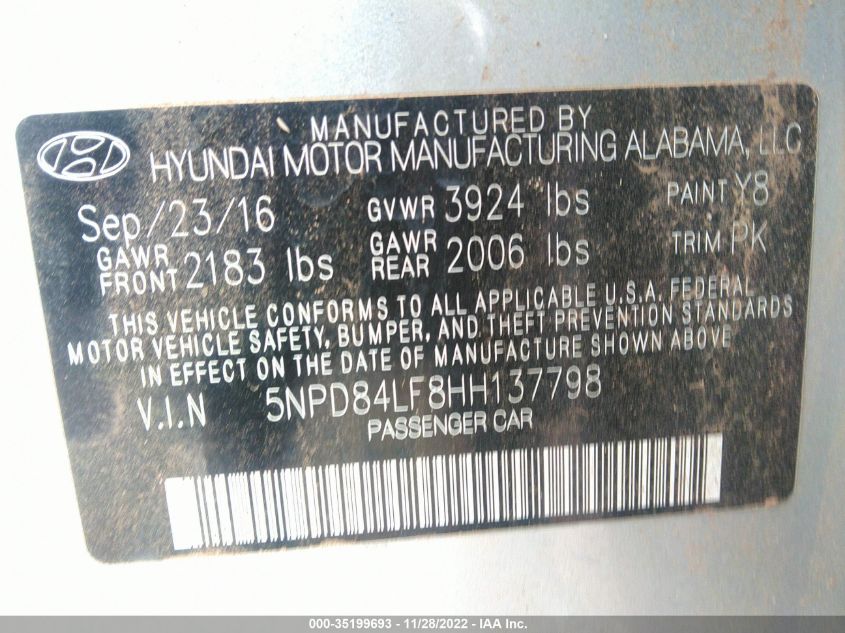 MANUFACTURED BY
HYUNDAI MOTOR MANUFACTURING ALABAMA, LLC
Sep/23/16 GVWR 3924 lbs PAINT Y8
GAWR FRONT 2183 lbs GAWR REAR 2006 lbs TRIM PK
THIS VEHICLE CONFORMS TO ALL APPLICABLE U.S.A. FEDERAL
MOTOR VEHICLE SAFETY, BUMPER, AND THEFT PREVENTION STANDARDS
IN EFFECT ON THE DATE OF MANUFACTURE SHOWN ABOVE
V.I.N 5NPD84LF8HH137798
PASSENGER CAR
000-35199693 - 11/28/2022 - IAA Inc.